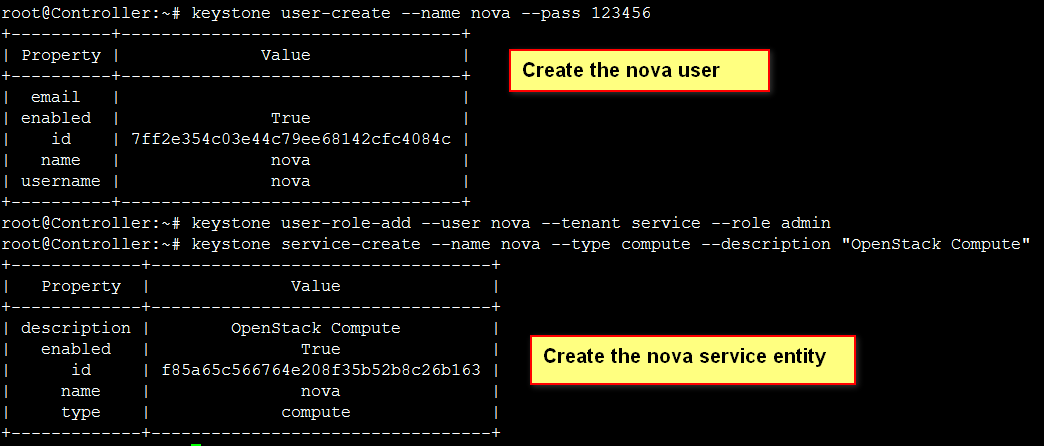 root@Controller:~# keystone user-create --name nova --pass 123456
+----------+----------------------------------+
| Property |              Value               |
+----------+----------------------------------+
|  email   |                                  |
| enabled  |               True               |
|    id    | 7ff2e354c03e44c79ee68142cfc4084c |
|   name   |               nova               |
| username |               nova               |
+----------+----------------------------------+
Create the nova user
root@Controller:~# keystone user-role-add --user nova --tenant service --role admin
root@Controller:~# keystone service-create --name nova --type compute --description "OpenStack Compute"
+-------------+----------------------------------+
|   Property  |              Value               |
+-------------+----------------------------------+
| description |        OpenStack Compute         |
|   enabled   |               True               |
|      id     | f85a65c566764e208f35b52b8c26b163 |
|     name    |               nova               |
|     type    |             compute              |
+-------------+----------------------------------+
Create the nova service entity